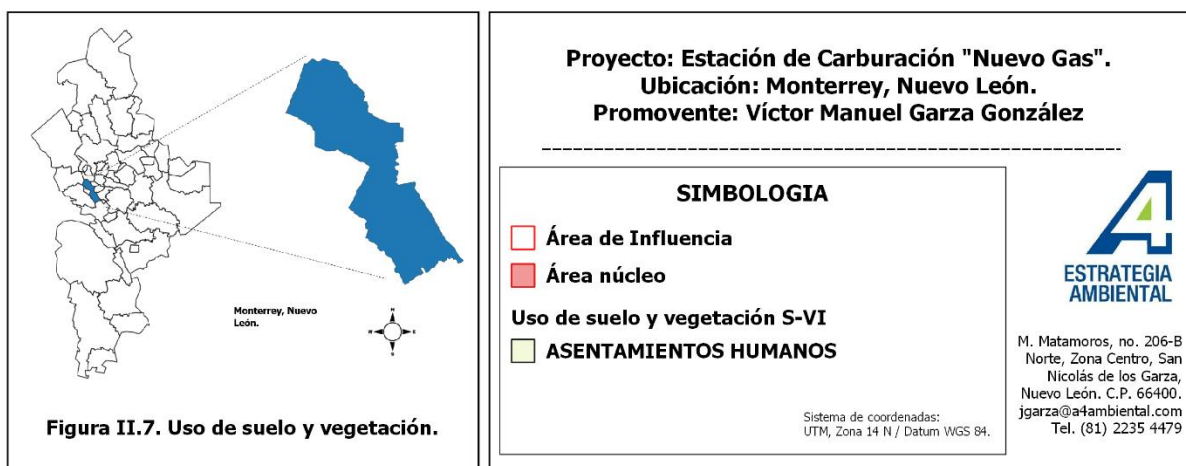 Monterrey, Nuevo
León.
Figura II.7. Uso de suelo y vegetación.
Proyecto: Estación de Carburación "Nuevo Gas".
Ubicación: Monterrey, Nuevo León.
Promovente: Víctor Manuel Garza González
SIMBOLOGIA
Área de Influencia
Área núcleo
Uso de suelo y vegetación S-VI
ASENTAMIENTOS HUMANOS
Sistema de coordenadas:
UTM, Zona 14 N / Datum WGS 84.
ESTRATEGIA
AMBIENTAL
M. Matamoros, no. 206-B
Norte, Zona Centro, San
Nicolás de los Garza,
Nuevo León. C.P. 66400.
jgarza@a4ambiental.com
Tel. (81) 2235 4479